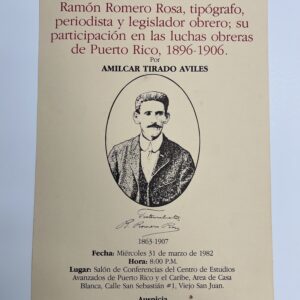 Ramón Romero Rosa, tipógrafo,
periodista y legislador obrero; su
participación en las luchas obreras
de Puerto Rico, 1896-1906.
Por
AMILCAR TIRADO AVILES
Fraternalmente
R. Romero Rosa
1863-1907
Fecha: Miércoles 31 de marzo de 1982
Hora: 8:00 P.M.
Lugar: Salón de Conferencias del Centro de Estudios
Avanzados de Puerto Rico y el Caribe, Area de Casa
Blanca, Calle San Sebastián #1, Viejo San Juan.
Auspicia